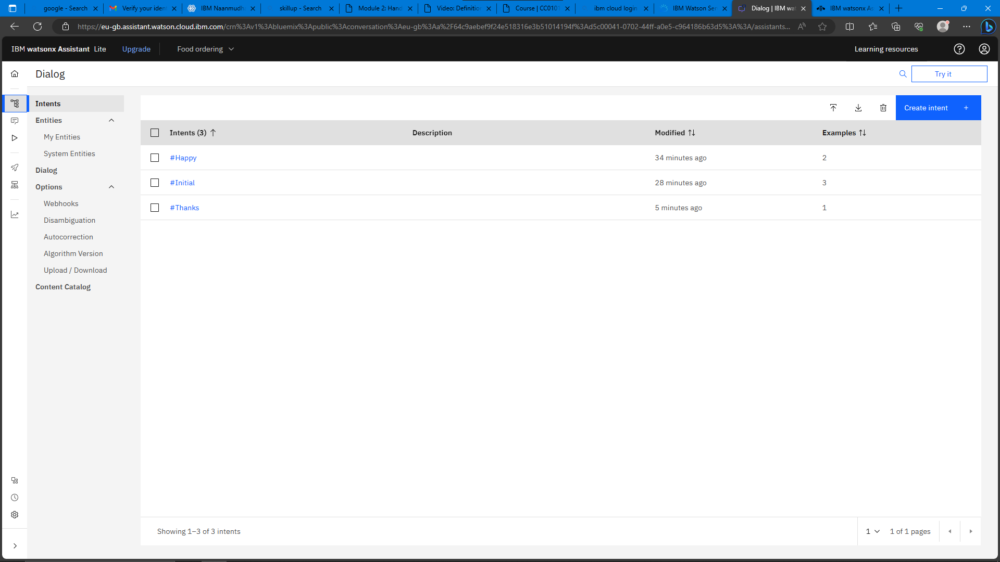 google - Search
Verify your iden
IBM Naanmudh
skillup - Search
Module 2: Hand
Video: Definition
Course | CC0101
ibm cloud login
IBM Watson Ser
Dialog | IBM wat
IBM watsonx As
https://eu-gb.assistant.watson.cloud.ibm.com/crn%3Av1%3Abluemix%3Apublic%3Aconversation%3Aeu-gb%3Aa%2F64c9aebef9f24e518316e3b51014194f%3Ad5c00041-0702-44ff-a0e5-c964186b63d5%3A%3A/assistants...
IBM watsonx Assistant Lite Upgrade Food ordering Learning resources
Dialog Try it
Intents
Entities
My Entities
System Entities
Dialog
Options
Webhooks
Disambiguation
Autocorrection
Algorithm Version
Upload / Download
Content Catalog
Create intent +
Intents (3) Description Modified Examples
#Happy 34 minutes ago 2
#Initial 28 minutes ago 3
#Thanks 5 minutes ago 1
Showing 1–3 of 3 intents 1 1 of 1 pages